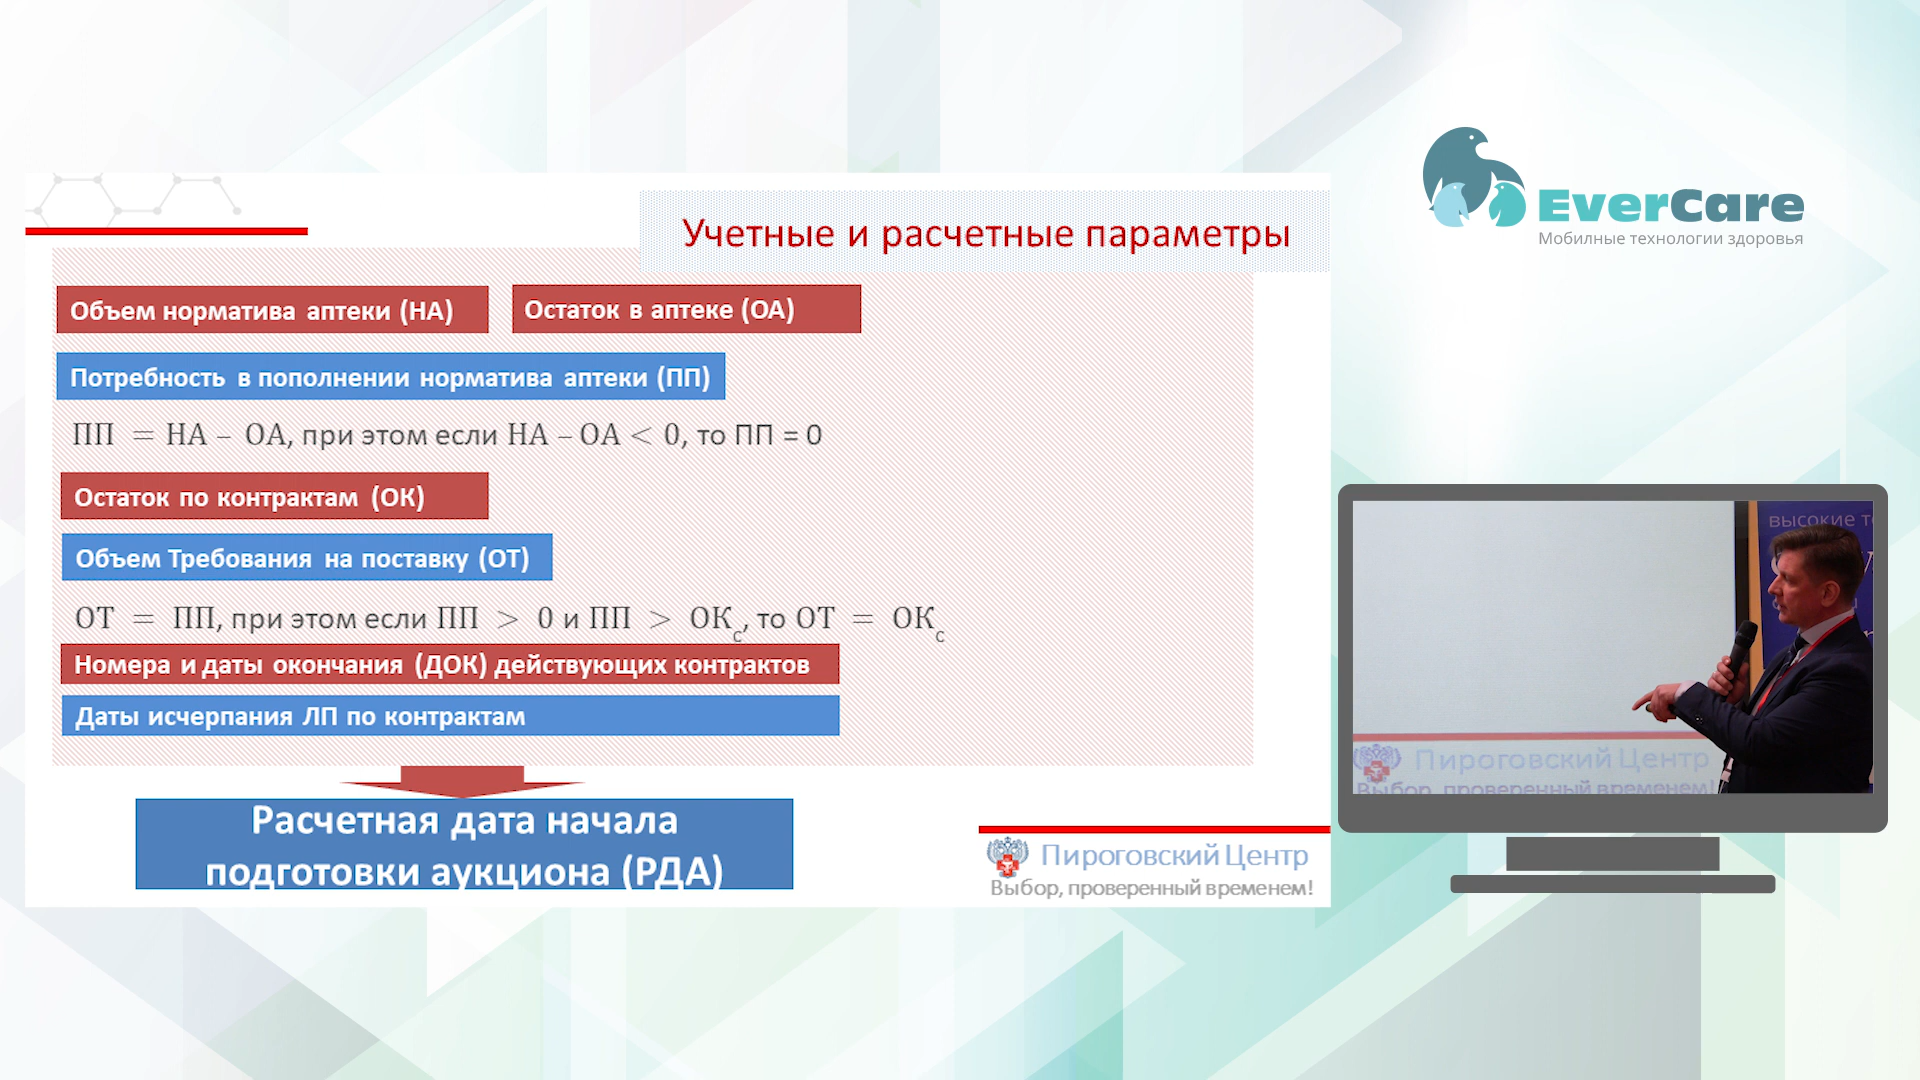 Учетные и расчетные параметры
Объем норматива аптеки (НА)
Остаток в аптеке (ОА)
Потребность в пополнении норматива аптеки (ПП)
ПП = НА – ОА, при этом если НА – ОА < 0, то ПП = 0
Остаток по контрактам (ОК)
Объем Требования на поставку (ОТ)
ОТ = ПП, при этом если ПП > 0 и ПП > ОКс, то ОТ = ОКс
Номера и даты окончания (ДОК) действующих контрактов
Даты исчерпания ЛП по контрактам
Расчетная дата начала
подготовки аукциона (РДА)
Пироговский Центр
Выбор, проверенный временем!
EverCare
Мобилные технологии здоровья
высокие т
Пироговский Центр
Выбор, проверенный временем!